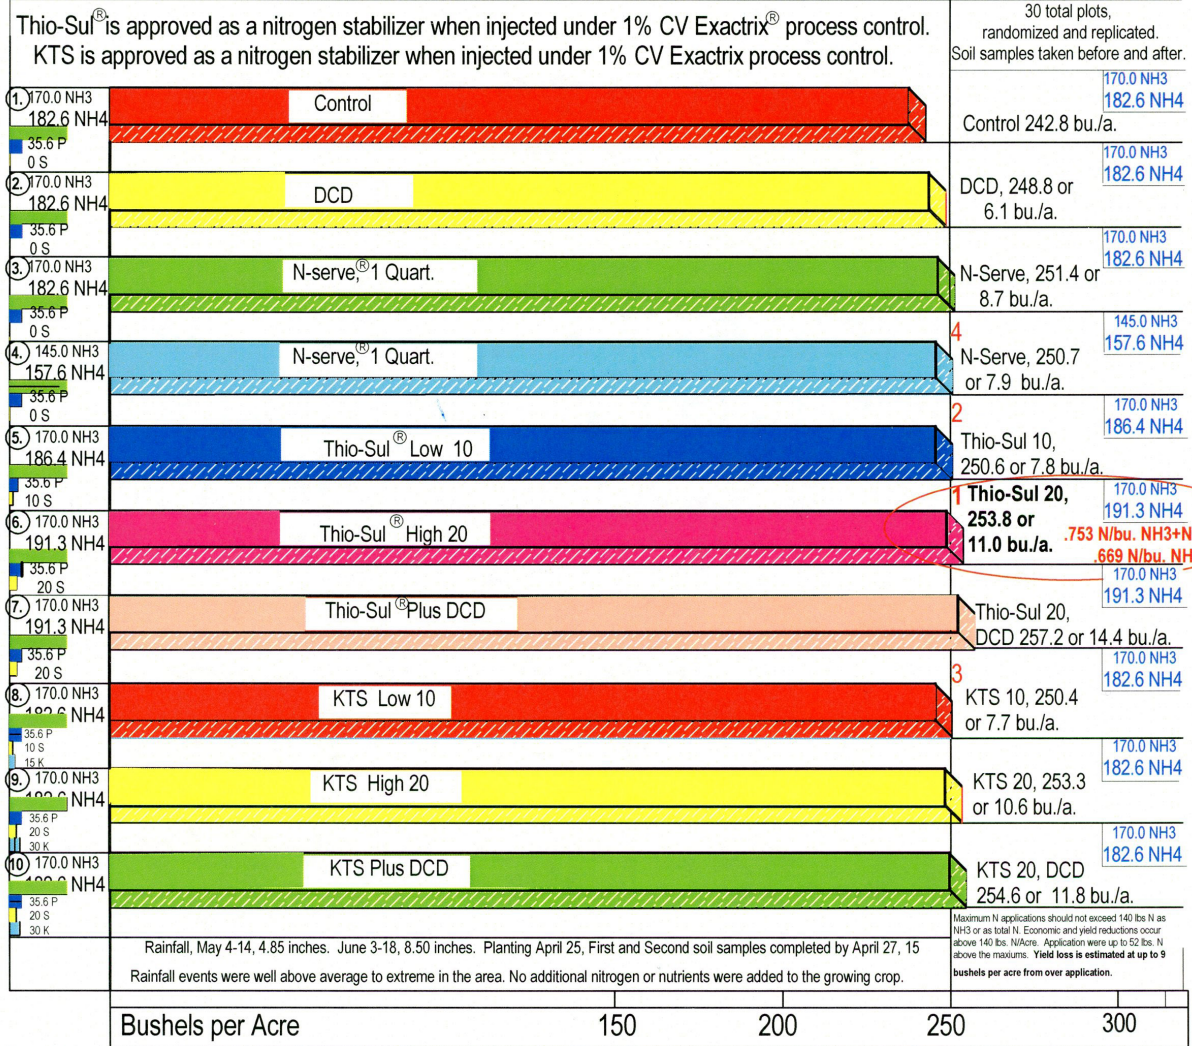 Thio-Sul® is approved as a nitrogen stabilizer when injected under 1% CV Exactrix® process control.
KTS is approved as a nitrogen stabilizer when injected under 1% CV Exactrix process control.
30 total plots,
randomized and replicated.
Soil samples taken before and after.
1. 170.0 NH3
182.6 NH4
35.6 P
0 S
Control
Control 242.8 bu./a.
170.0 NH3
182.6 NH4
2. 170.0 NH3
182.6 NH4
35.6 P
0 S
DCD
DCD, 248.8 or
6.1 bu./a.
170.0 NH3
182.6 NH4
3. 170.0 NH3
182.6 NH4
35.6 P
0 S
N-serve,® 1 Quart.
N-Serve, 251.4 or
8.7 bu./a.
170.0 NH3
182.6 NH4
4. 145.0 NH3
157.6 NH4
35.6 P
0 S
N-serve,® 1 Quart.
4
N-Serve, 250.7
or 7.9 bu./a.
145.0 NH3
157.6 NH4
5. 170.0 NH3
186.4 NH4
35.6 P
10 S
Thio-Sul® Low 10
2
Thio-Sul 10,
250.6 or 7.8 bu./a.
170.0 NH3
186.4 NH4
6. 170.0 NH3
191.3 NH4
35.6 P
20 S
Thio-Sul® High 20
1 Thio-Sul 20,
253.8 or
11.0 bu./a.
170.0 NH3
191.3 NH4
.753 N/bu. NH3+N
.669 N/bu. NH
7. 170.0 NH3
191.3 NH4
35.6 P
20 S
Thio-Sul® Plus DCD
Thio-Sul 20,
DCD 257.2 or 14.4 bu./a.
170.0 NH3
191.3 NH4
8. 170.0 NH3
182.6 NH4
35.6 P
10 S
15 K
KTS Low 10
3
KTS 10, 250.4
or 7.7 bu./a.
170.0 NH3
182.6 NH4
9. 170.0 NH3
NH4
35.6 P
20 S
30 K
KTS High 20
KTS 20, 253.3
or 10.6 bu./a.
170.0 NH3
182.6 NH4
10 170.0 NH3
NH4
35.6 P
20 S
30 K
KTS Plus DCD
KTS 20, DCD
254.6 or 11.8 bu./a.
170.0 NH3
182.6 NH4
Rainfall, May 4-14, 4.85 inches. June 3-18, 8.50 inches. Planting April 25, First and Second soil samples completed by April 27, 15
Rainfall events were well above average to extreme in the area. No additional nitrogen or nutrients were added to the growing crop.
Maximum N applications should not exceed 140 lbs N as
NH3 or as total N. Economic and yield reductions occur
above 140 lbs. N/Acre. Application were up to 52 lbs. N
above the maxiums. Yield loss is estimated at up to 9
bushels per acre from over application.
Bushels per Acre
150
200
250
300